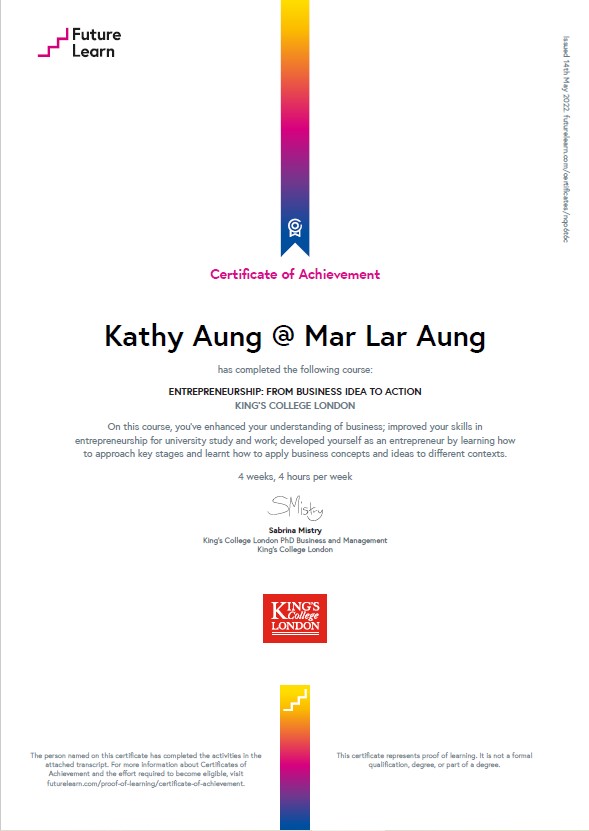 Future
Learn
Issued 14th May 2022. futurelearn.com/certificates/nqo6t6c
Certificate of Achievement
Kathy Aung @ Mar Lar Aung
has completed the following course:
ENTREPRENEURSHIP: FROM BUSINESS IDEA TO ACTION
KING'S COLLEGE LONDON
On this course, you've enhanced your understanding of business; improved your skills in
entrepreneurship for university study and work; developed yourself as an entrepreneur by learning how
to approach key stages and learnt how to apply business concepts and ideas to different contexts.
4 weeks, 4 hours per week
SMistry
Sabrina Mistry
King's College London PhD Business and Management
King's College London
KING'S
College
LONDON
The person named on this certificate has completed the activities in the
attached transcript. For more information about Certificates of
Achievement and the effort required to become eligible, visit
futurelearn.com/proof-of-learning/certificate-of-achievement.
This certificate represents proof of learning. It is not a formal
qualification, degree, or part of a degree.